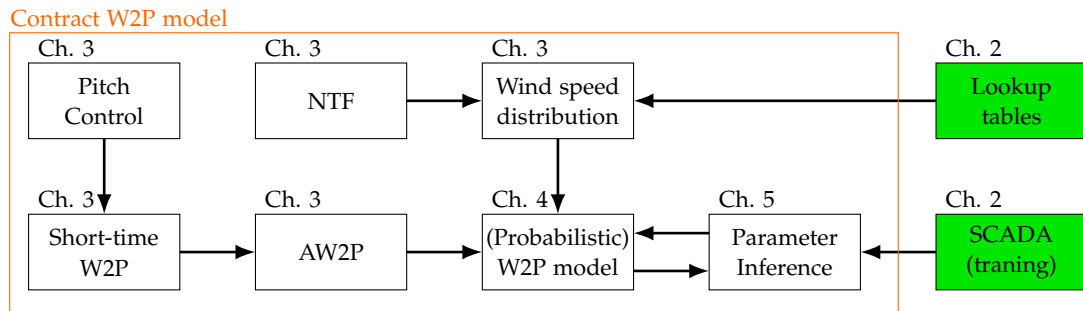 Contract W2P model
Ch. 3
Ch. 3
Ch. 3
Ch. 2
Pitch
Control
NTF
Wind speed
distribution
Lookup
tables
Ch. 3
Ch. 3
Ch. 4
Ch. 5
Ch. 2
Short-time
W2P
AW2P
(Probabilistic)
W2P model
Parameter
Inference
SCADA
(traning)